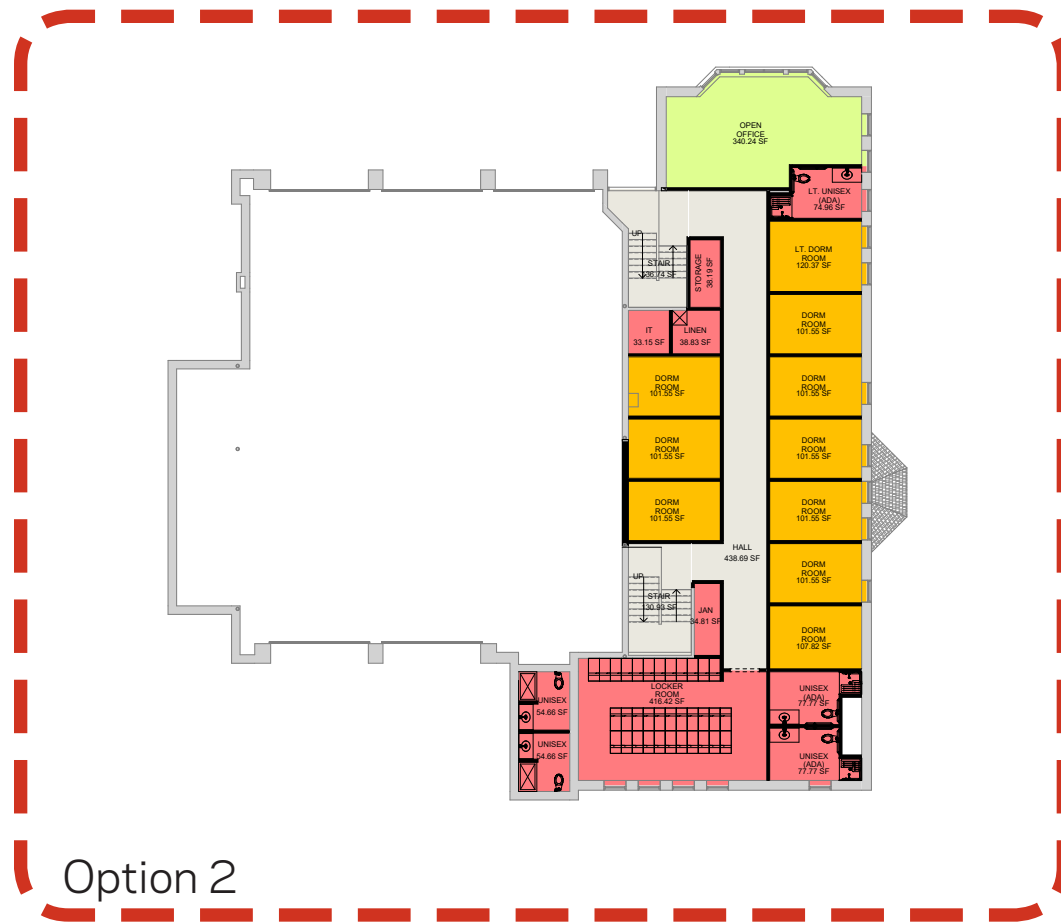 OPEN
OFFICE
340.24 SF
LT. UNISEX
(ADA)
74.96 SF
UP
STAIR
136.74 SF
STORAGE
38.19 SF
LT. DORM
ROOM
120.37 SF
IT
33.15 SF
LINEN
38.83 SF
DORM
ROOM
101.55 SF
DORM
ROOM
101.55 SF
DORM
ROOM
101.55 SF
DORM
ROOM
101.55 SF
DORM
ROOM
101.55 SF
DORM
ROOM
101.55 SF
DORM
ROOM
101.55 SF
HALL
438.69 SF
DORM
ROOM
101.55 SF
UP
STAIR
130.93 SF
JAN
34.81 SF
DORM
ROOM
107.82 SF
LOCKER
ROOM
416.42 SF
UNISEX
54.66 SF
UNISEX
(ADA)
77.77 SF
UNISEX
54.66 SF
UNISEX
(ADA)
77.77 SF
Option 2